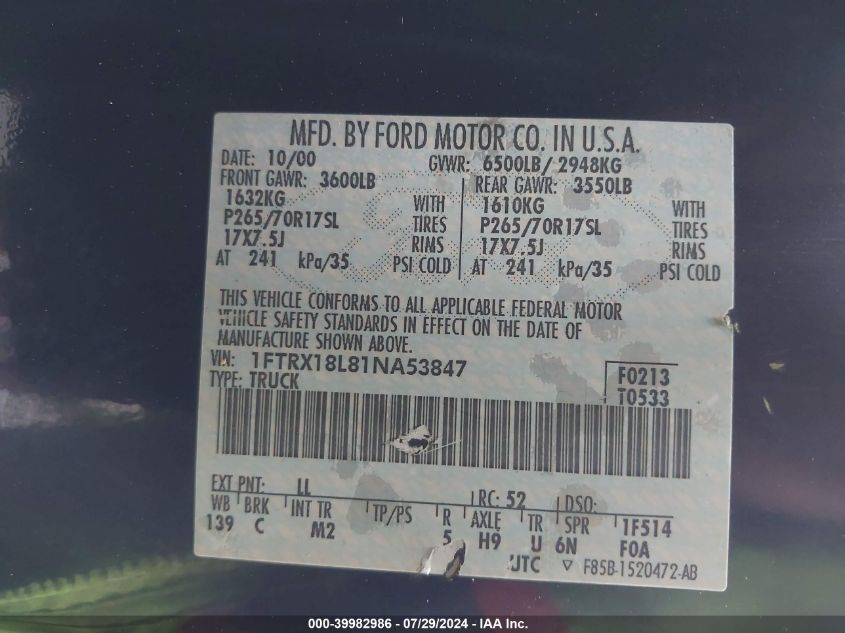 MFD. BY FORD MOTOR CO. IN U.S.A.
DATE: 10/00 GVWR: 6500LB/ 2948KG
FRONT GAWR: 3600LB REAR GAWR: 3550LB
1632KG WITH 1610KG WITH
P265/70R17SL TIRES P265/70R17SL TIRES
17X7.5J RIMS 17X7.5J RIMS
AT 241 kPa/35 PSI COLD AT 241 kPa/35 PSI COLD
THIS VEHICLE CONFORMS TO ALL APPLICABLE FEDERAL MOTOR
VEHICLE SAFETY STANDARDS IN EFFECT ON THE DATE OF
MANUFACTURE SHOWN ABOVE.
VIN: 1FTRX18L81NA53847
TYPE: TRUCK
F0213
T0533
EXT PNT: LL RC: 52 DSO:
WB BRK INT TR TP/PS R AXLE TR SPR 1F514
139 C M2 5 H9 U 6N F0A
UTC ▽ F85B-1520472-AB
000-39982986 - 07/29/2024 - IAA Inc.